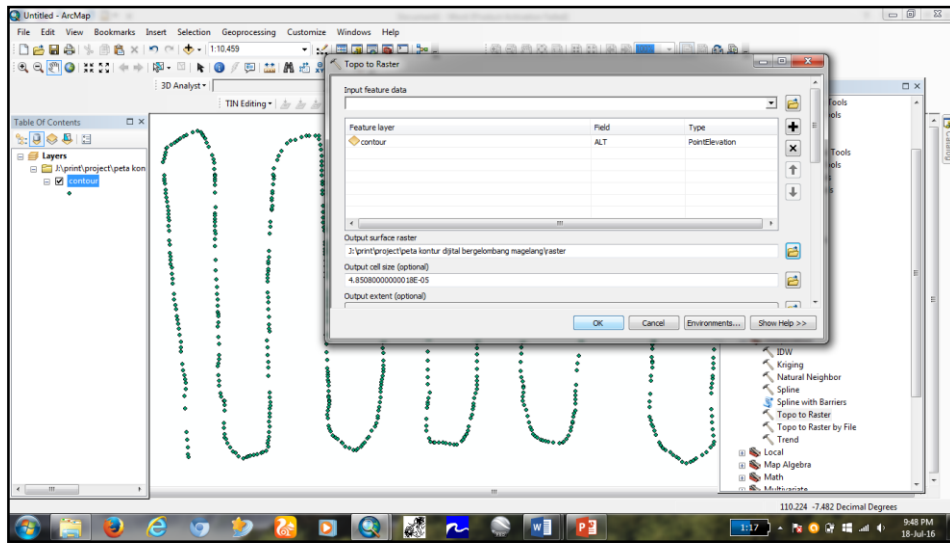 Untitled - ArcMap
File Edit View Bookmarks Insert Selection Geoprocessing Customize Windows Help
1:10,459
3D Analyst
TIN Editing
Table Of Contents
Layers
J:\print\project\peta kon
contour
Topo to Raster
Input feature data
Feature layer Field Type
contour ALT PointElevation
Output surface raster
J:\print\project\peta kontur dijital bergelombang magelang\raster
Output cell size (optional)
4.85080000000018E-05
Output extent (optional)
OK Cancel Environments... Show Help >>
Tools
Tools
IDW
Kriging
Natural Neighbor
Spline
Spline with Barriers
Topo to Raster
Topo to Raster by File
Trend
Local
Map Algebra
Math
Multivariate
Catalog
110.224 -7.482 Decimal Degrees
1:17
9:48 PM
18-Jul-16